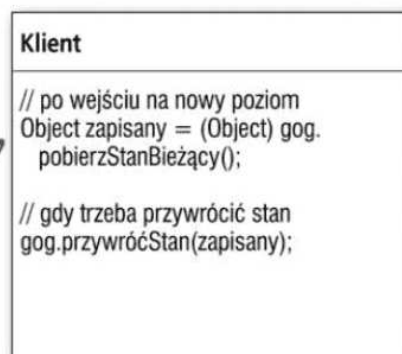 Klient
// po wejściu na nowy poziom
Object zapisany = (Object) gog.
pobierzStanBieżący();
// gdy trzeba przywrócić stan
gog.przywróćStan(zapisany);